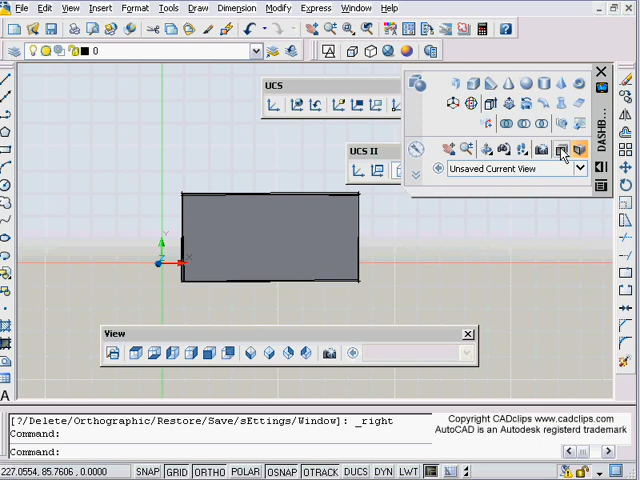 File Edit View Insert Format Tools Draw Dimension Modify Express Window Help
0
UCS
UCS II
DASHB...
Unsaved Current View
Y
X
Z
View
[?/Delete/Orthographic/Restore/Save/sEttings/Window]: _right
Command:
Command:
Copyright CADclips www.cadclips.com
AutoCAD is an Autodesk registerd trademark
227.0554, 85.7606 , 0.0000 SNAP GRID ORTHO POLAR OSNAP OTRACK DUCS DYN LWT